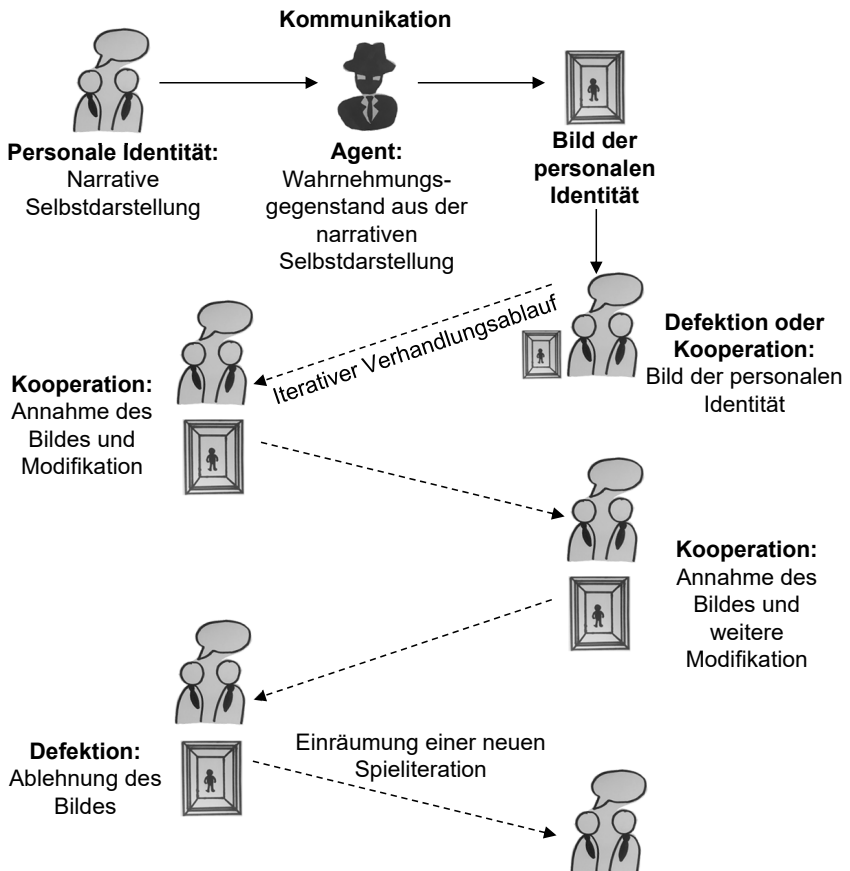 Kommunikation
Personale Identität:
Narrative
Selbstdarstellung
Agent:
Wahrnehmungs-
gegenstand aus der
narrativen
Selbstdarstellung
Bild der
personalen
Identität
Defektion oder
Kooperation:
Bild der personalen
Identität
Iterativer Verhandlungsablauf
Kooperation:
Annahme des
Bildes und
Modifikation
Kooperation:
Annahme des
Bildes und
weitere
Modifikation
Defektion:
Ablehnung des
Bildes
Einräumung einer neuen
Spieliteration